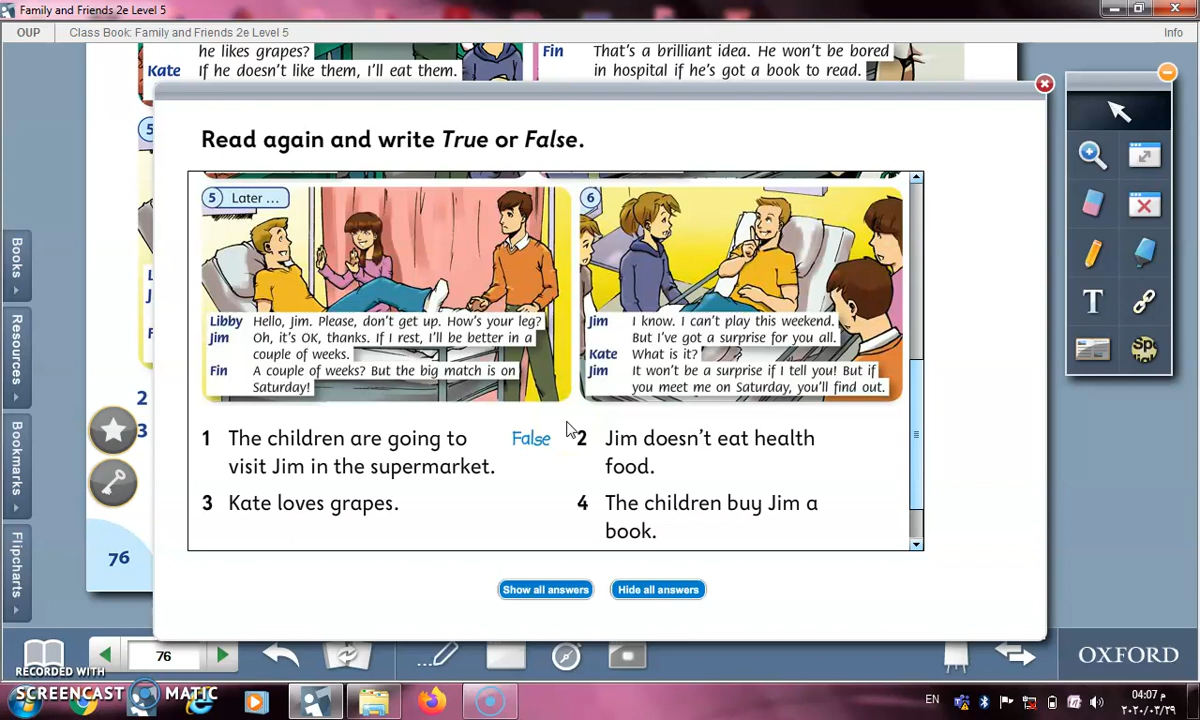 Family and Friends 2e Level 5
OUP
Class Book: Family and Friends 2e Level 5
Info
he likes grapes?
Kate If he doesn't like them, I'll eat them.
Fin That's a brilliant idea. He won't be bored
in hospital if he's got a book to read.
Read again and write True or False.
5 Later ...
Libby Hello, Jim. Please, don't get up. How's your leg?
Jim Oh, it's OK, thanks. If I rest, I'll be better in a
couple of weeks.
Fin A couple of weeks? But the big match is on
Saturday!
6
Jim I know. I can't play this weekend.
But I've got a surprise for you all.
Kate What is it?
Jim It won't be a surprise if I tell you! But if
you meet me on Saturday, you'll find out.
1 The children are going to
visit Jim in the supermarket.
False
2 Jim doesn't eat health
food.
3 Kate loves grapes.
4 The children buy Jim a
book.
Show all answers
Hide all answers
Books
Resources
Bookmarks
Flipcharts
5
L
J
F
2
3
76
T
76
OXFORD
RECORDED WITH
SCREENCAST MATIC
EN
04:07 م
٢٠٢٠/٠٣/٢٩